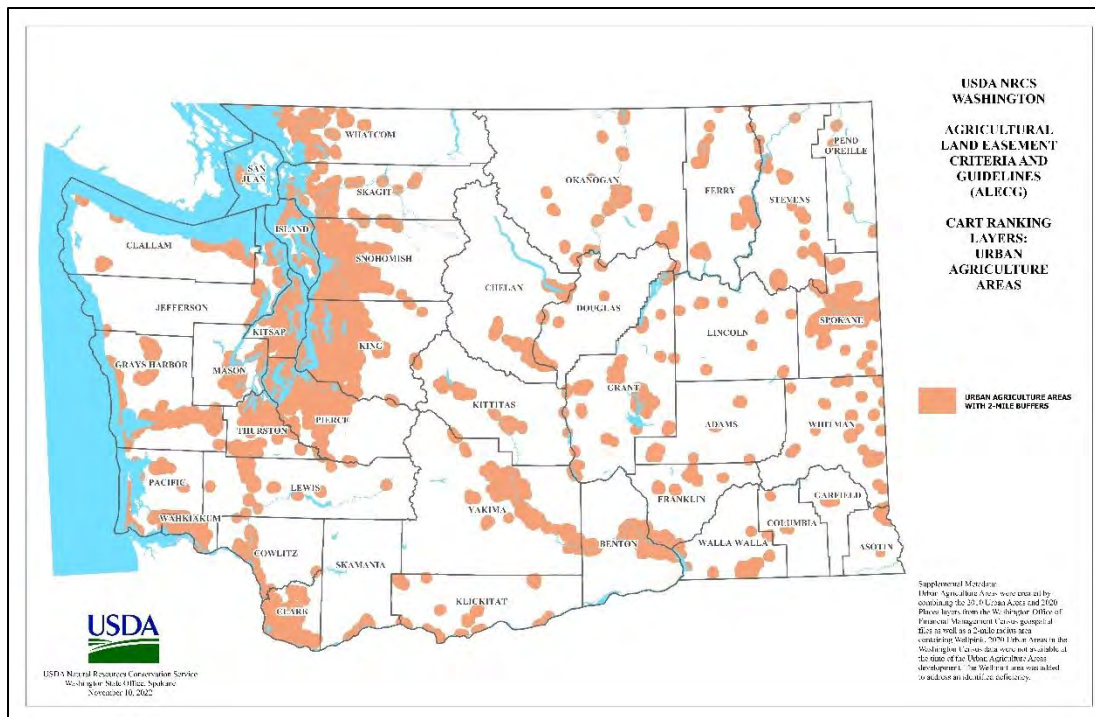 USDA NRCS
WASHINGTON
AGRICULTURAL
LAND EASEMENT
CRITERIA AND
GUIDELINES
(ALECG)
CART RANKING
LAYERS:
URBAN
AGRICULTURE
AREAS
WHATCOM
SAN
JUAN
SKAGIT
ISLAND
CLALLAM
SNOHOMISH
JEFFERSON
KITSAP
KING
GRAYS HARBOR
MASON
PIERCE
THURSTON
PACIFIC
LEWIS
WAHKIAKUM
COWLITZ
SKAMANIA
CLARK
OKANOGAN
FERRY
STEVENS
PEND
O'REILLE
CHELAN
DOUGLAS
LINCOLN
SPOKANE
GRANT
KITTITAS
ADAMS
WHITMAN
YAKIMA
FRANKLIN
BENTON
WALLA WALLA
COLUMBIA
GARFIELD
ASOTIN
KLICKITAT
URBAN AGRICULTURE AREAS
WITH 2-MILE BUFFERS
Supplemental Metadata:
Urban Agriculture Areas were created by
combining the 2010 Urban Areas and 2020
Places layers from the Washington Office of
Financial Management Census geospatial
files as well as a 2-mile radius area
containing Wellpinit. 2020 Urban Areas in the
Washington Census data were not available at
the time of the Urban Agriculture Areas
development. The Wellpinit area was added
to address an identified deficiency.
USDA
USDA Natural Resources Conservation Service
Washington State Office, Spokane
November 10, 2022